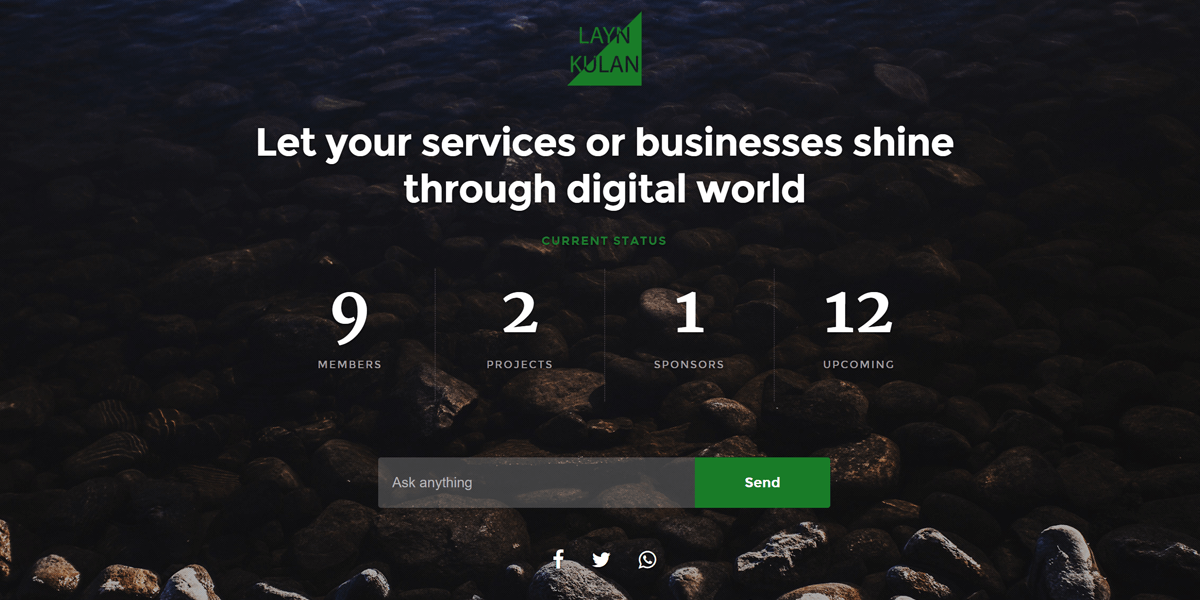 LAYN
KULAN
Let your services or businesses shine
through digital world
CURRENT STATUS
9 2 1 12
MEMBERS PROJECTS SPONSORS UPCOMING
Ask anything Send